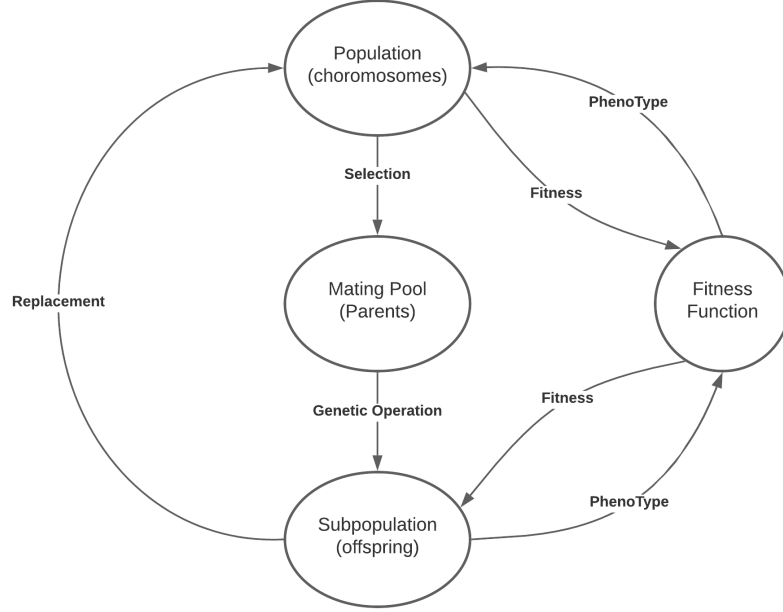 Population
(choromosomes)
PhenoType
Selection
Fitness
Mating Pool
(Parents)
Fitness
Function
Replacement
Fitness
Genetic Operation
PhenoType
Subpopulation
(offspring)